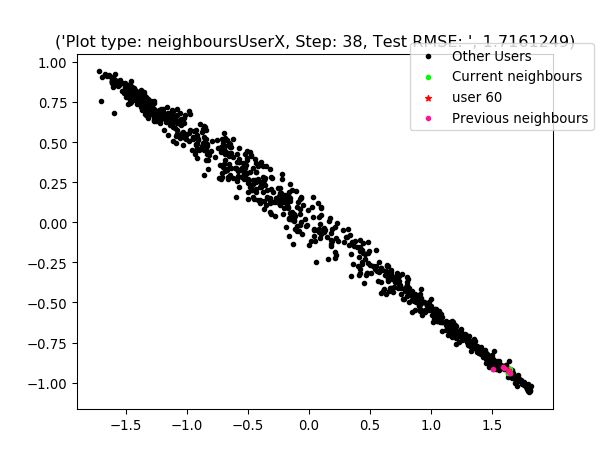 ('Plot type: neighboursUserX, Step: 38, Test RMSE: ', 1.7161249)
Other Users
Current neighbours
user 60
Previous neighbours
1.00
0.75
0.50
0.25
0.00
−0.25
−0.50
−0.75
−1.00
−1.5 −1.0 −0.5 0.0 0.5 1.0 1.5